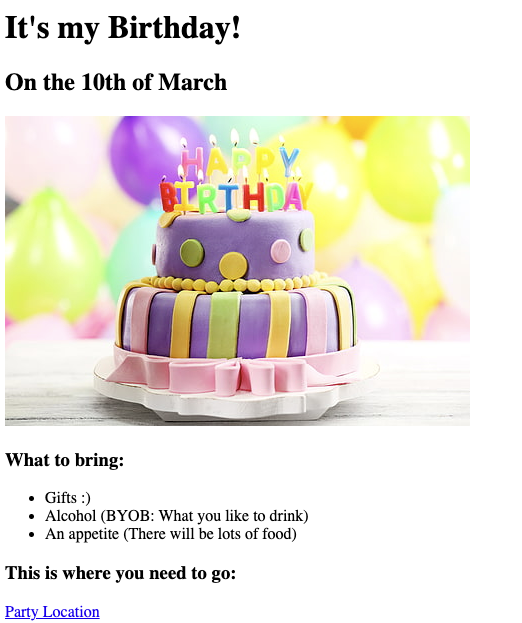 It's my Birthday!
On the 10th of March
HAPPY
BIRTHDAY
What to bring:
Gifts :)
Alcohol (BYOB: What you like to drink)
An appetite (There will be lots of food)
This is where you need to go:
Party Location